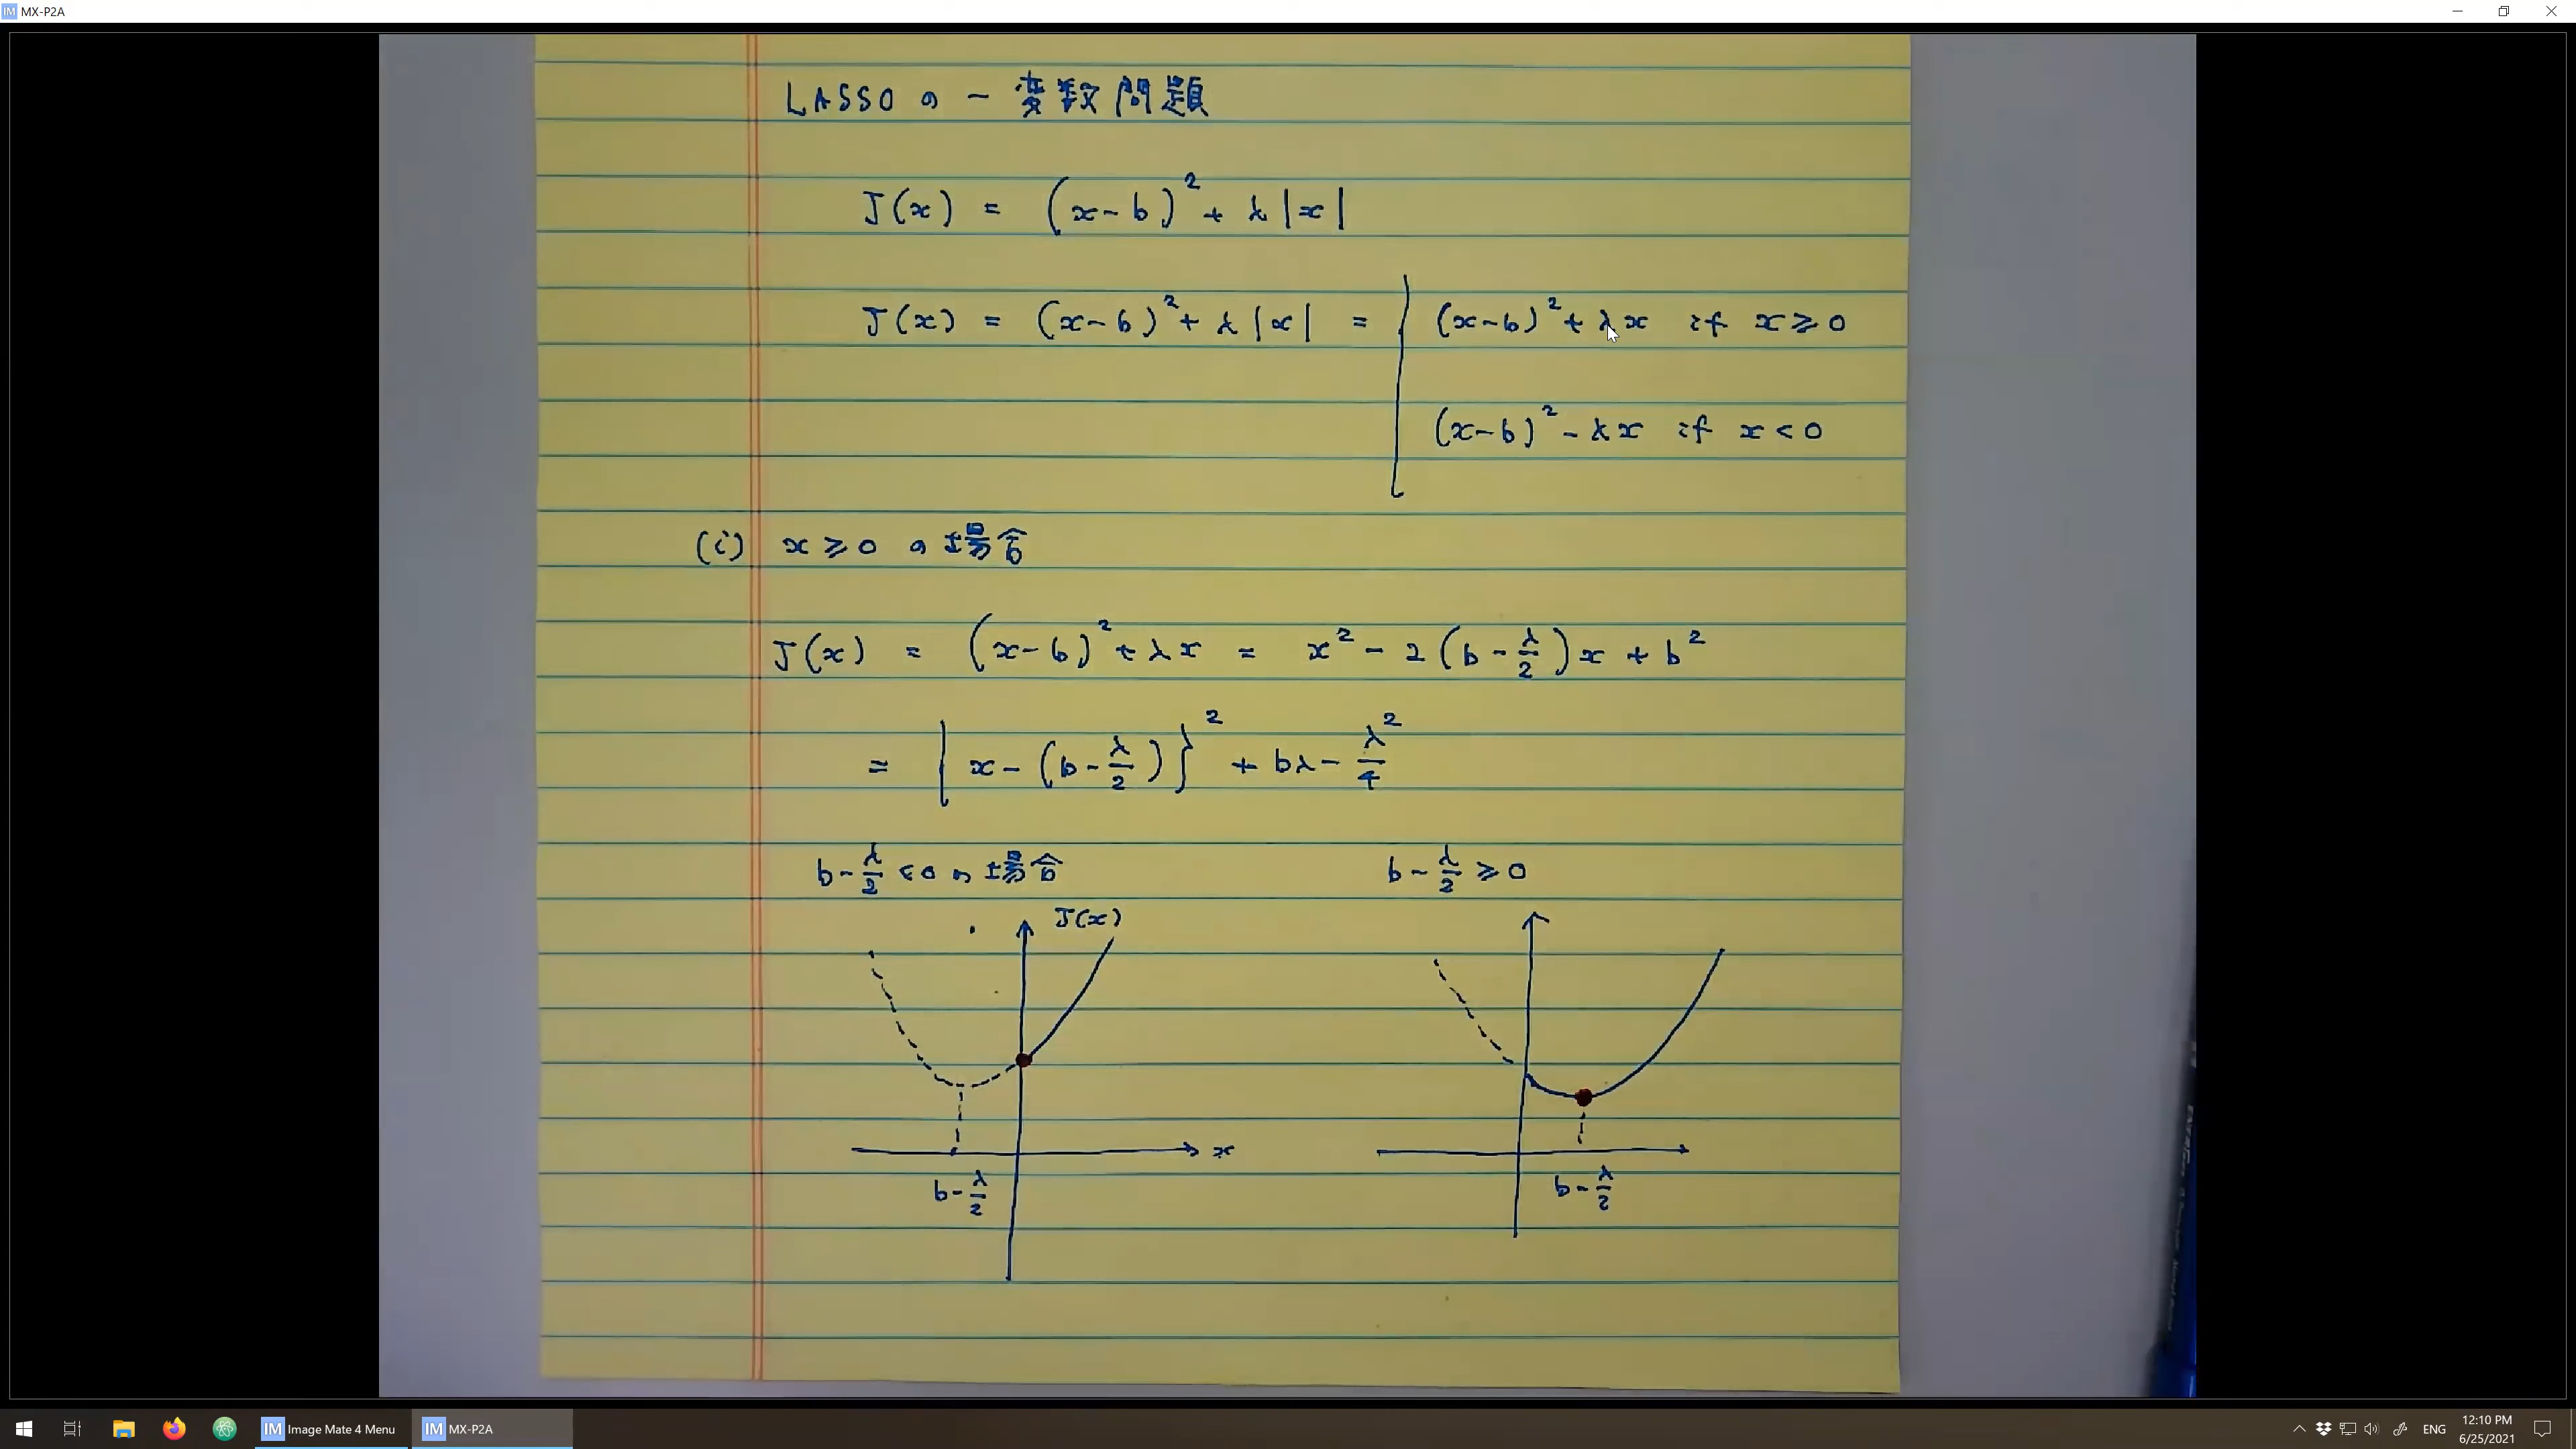 MX-P2A
LASSO の 一変数問題
J(x) = (x-b)² + λ|x|
J(x) = (x-b)² + λ|x| = { (x-b)² + λx if x ≥ 0
(x-b)² - λx if x < 0
(i) x ≥ 0 の場合
J(x) = (x-b)² + λx = x² - 2(b - λ/2)x + b²
= {x - (b - λ/2)}² + bλ - λ²/4
b - λ/2 < 0 の場合 b - λ/2 ≥ 0
J(x)
x
b - λ/2 b - λ/2
IM Image Mate 4 Menu IM MX-P2A ENG 12:10 PM
6/25/2021